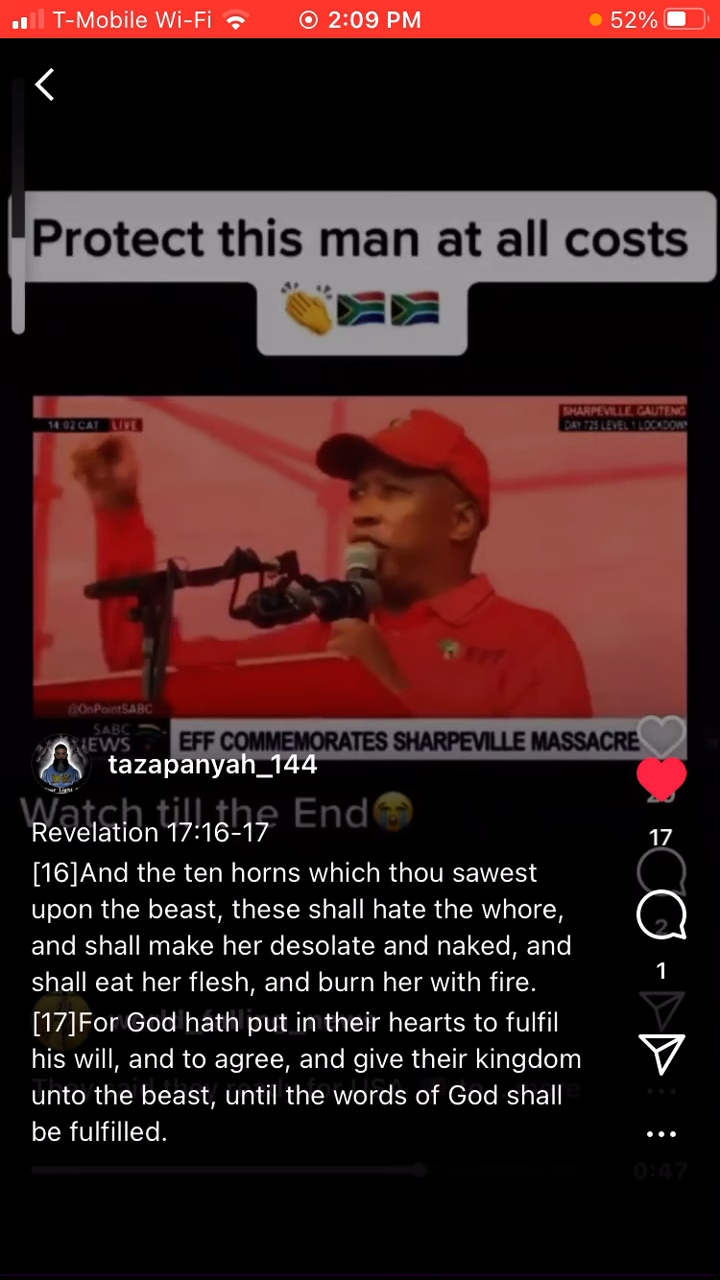 T-Mobile Wi-Fi 2:09 PM 52%
Protect this man at all costs
👏🇿🇦🇿🇦
14:02 CAT LIVE
SHARPEVILLE, GAUTENG
DAY 725 LEVEL 1 LOCKDOWN
EFF
@OnPointSABC
SABC
NEWS
EFF COMMEMORATES SHARPEVILLE MASSACRE
tazapanyah_144
Watch till the End😭
Revelation 17:16-17
[16]And the ten horns which thou sawest
upon the beast, these shall hate the whore,
and shall make her desolate and naked, and
shall eat her flesh, and burn her with fire.
[17]For God hath put in their hearts to fulfil
his will, and to agree, and give their kingdom
unto the beast, until the words of God shall
be fulfilled.
17
2
1
0:47